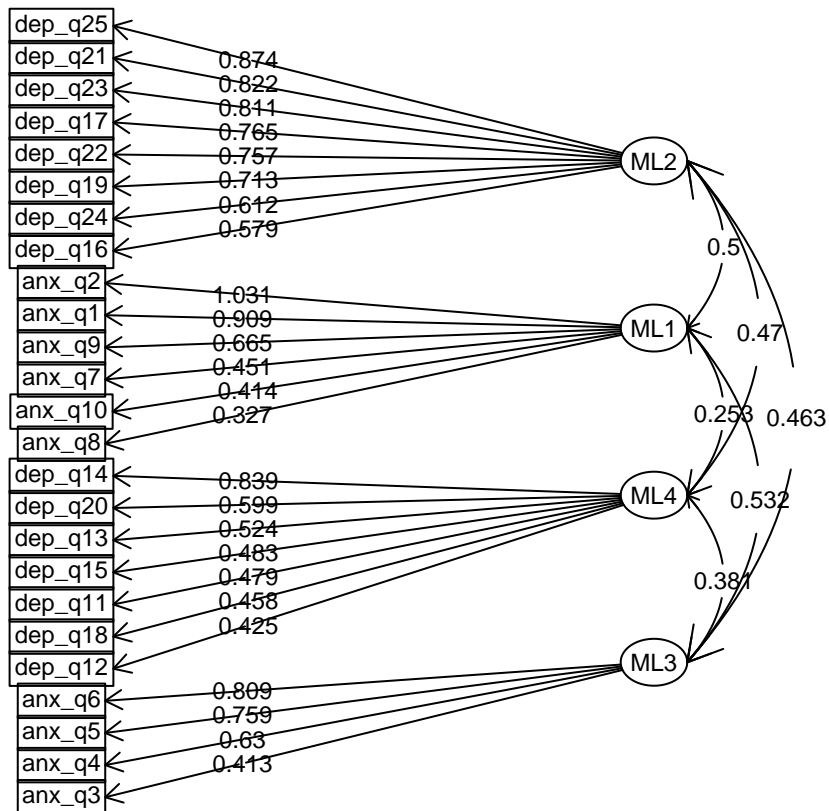 dep_q25
dep_q21
dep_q23
dep_q17
dep_q22
dep_q19
dep_q24
dep_q16
anx_q2
anx_q1
anx_q9
anx_q7
anx_q10
anx_q8
dep_q14
dep_q20
dep_q13
dep_q15
dep_q11
dep_q18
dep_q12
anx_q6
anx_q5
anx_q4
anx_q3
0.874
0.822
0.811
0.765
0.757
0.713
0.612
0.579
1.031
0.909
0.665
0.451
0.414
0.327
0.839
0.599
0.524
0.483
0.479
0.458
0.425
0.809
0.759
0.63
0.413
ML2
ML1
ML4
ML3
0.5
0.47
0.253
0.463
0.532
0.381